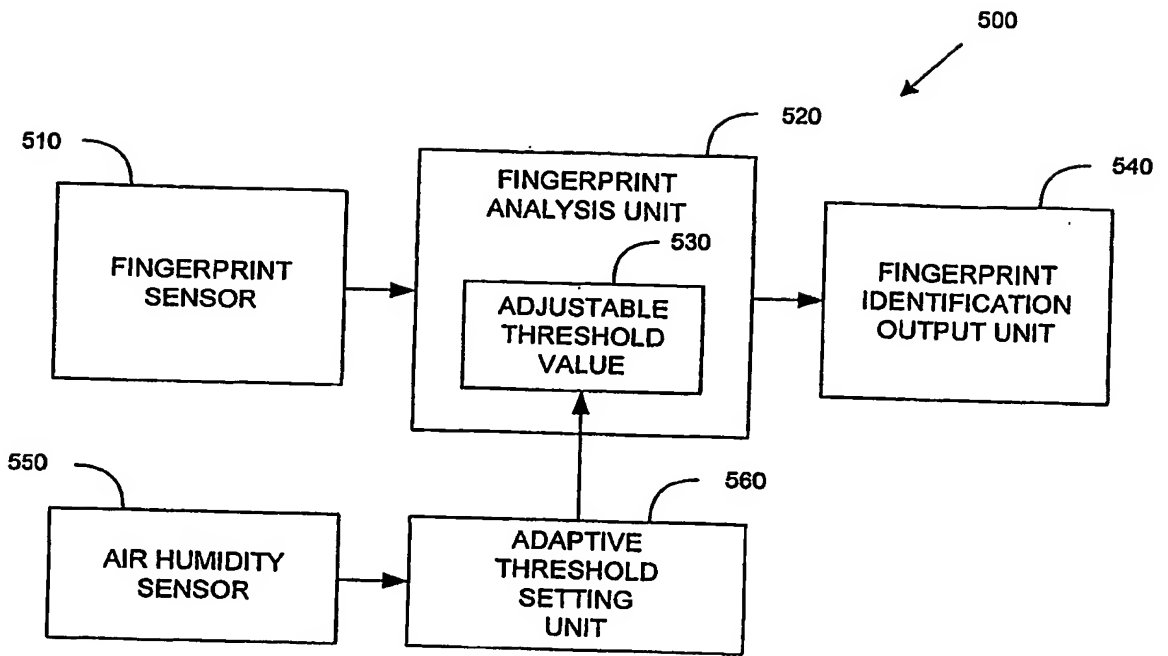 500
510
520
540
FINGERPRINT
SENSOR
FINGERPRINT
ANALYSIS UNIT
530
ADJUSTABLE
THRESHOLD
VALUE
FINGERPRINT
IDENTIFICATION
OUTPUT UNIT
550
560
AIR HUMIDITY
SENSOR
ADAPTIVE
THRESHOLD
SETTING
UNIT